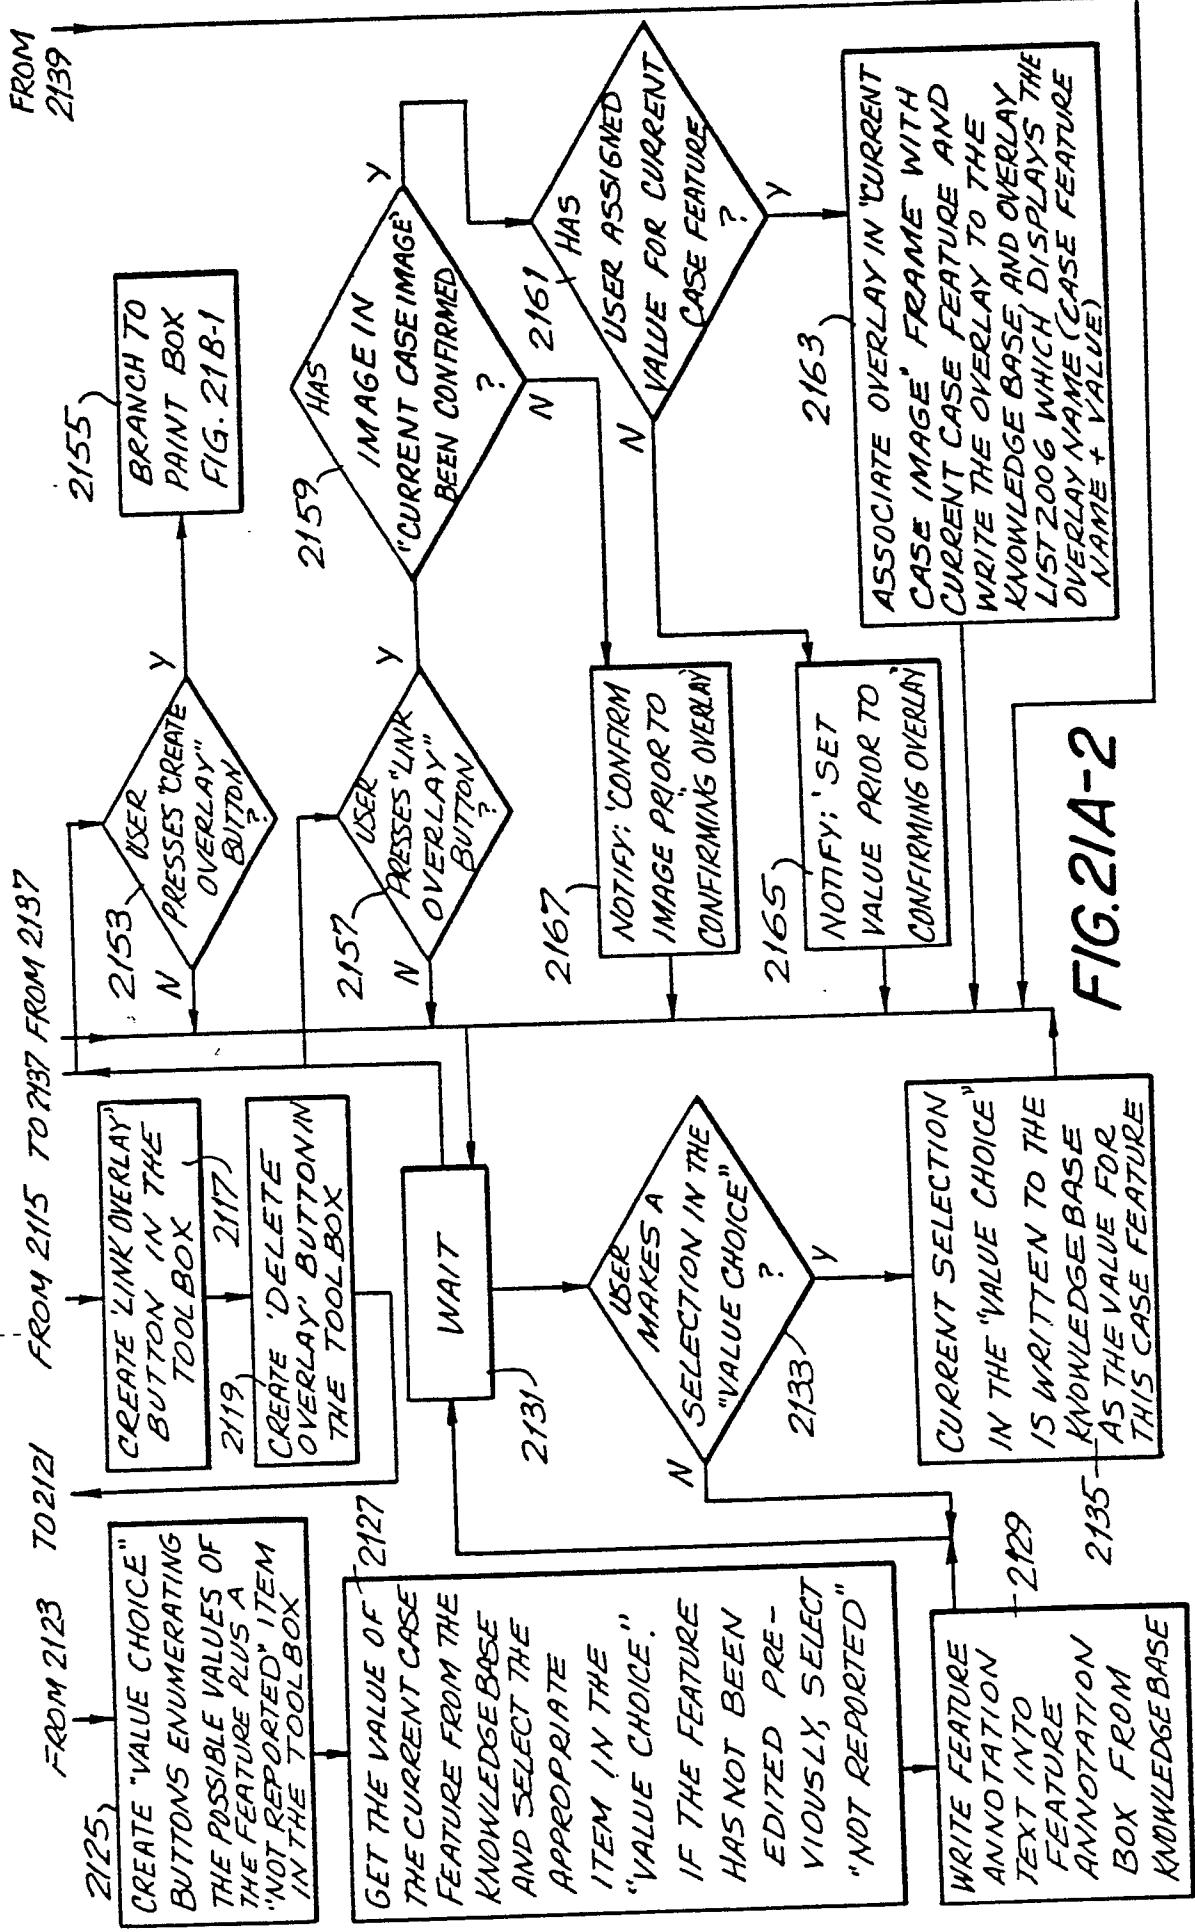 FROM 2123
2125
CREATE "VALUE CHOICE"
BUTTONS ENUMERATING
THE POSSIBLE VALUES OF
THE FEATURE PLUS A
"NOT REPORTED" ITEM
IN THE TOOLBOX
2127
GET THE VALUE OF
THE CURRENT CASE
FEATURE FROM THE
KNOWLEDGE BASE
AND SELECT THE
APPROPRIATE
ITEM IN THE
"VALUE CHOICE."
IF THE FEATURE
HAS NOT BEEN
EDITED PRE-
VIOUSLY, SELECT
"NOT REPORTED"
2129
WRITE FEATURE
ANNOTATION
TEXT INTO
FEATURE
ANNOTATION
BOX FROM
KNOWLEDGE BASE
TO 2121
FROM 2115
CREATE 'LINK OVERLAY'
BUTTON IN THE
TOOLBOX
2117
2119
CREATE 'DELETE
OVERLAY' BUTTON IN
THE TOOLBOX
WAIT
2131
USER
MAKES A
SELECTION IN THE
"VALUE CHOICE"
?
2133
N
Y
CURRENT SELECTION
IN THE "VALUE CHOICE"
IS WRITTEN TO THE
KNOWLEDGE BASE
AS THE VALUE FOR
THIS CASE FEATURE
2135
TO 2137
FROM 2137
2153
USER
PRESSES "CREATE
OVERLAY"
BUTTON
?
N
Y
2155
BRANCH TO
PAINT BOX
FIG. 21B-1
2157
USER
PRESSES "LINK
OVERLAY"
BUTTON
?
N
Y
2159
HAS
IMAGE IN
"CURRENT CASE IMAGE"
BEEN CONFIRMED
?
Y
N
2161
HAS
USER ASSIGNED
VALUE FOR CURRENT
CASE FEATURE
?
N
Y
2167
NOTIFY: 'CONFIRM
IMAGE PRIOR TO
CONFIRMING OVERLAY"
2165
NOTIFY: 'SET
VALUE PRIOR TO
CONFIRMING OVERLAY'
2163
ASSOCIATE OVERLAY IN "CURRENT
CASE IMAGE" FRAME WITH
CURRENT CASE FEATURE AND
WRITE THE OVERLAY TO THE
KNOWLEDGE BASE, AND OVERLAY
LIST 2006 WHICH DISPLAYS THE
OVERLAY NAME (CASE FEATURE
NAME + VALUE)
FROM
2139
FIG. 21A-2